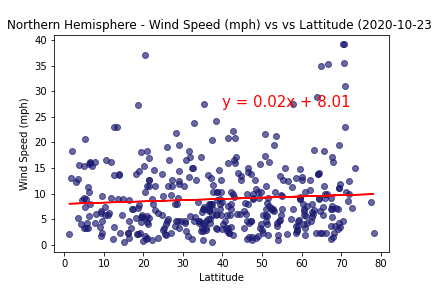 Northern Hemisphere - Wind Speed (mph) vs vs Lattitude (2020-10-23
40
35
30
25
20
15
10
5
0
Wind Speed (mph)
y = 0.02x + 8.01
0 10 20 30 40 50 60 70 80
Lattitude